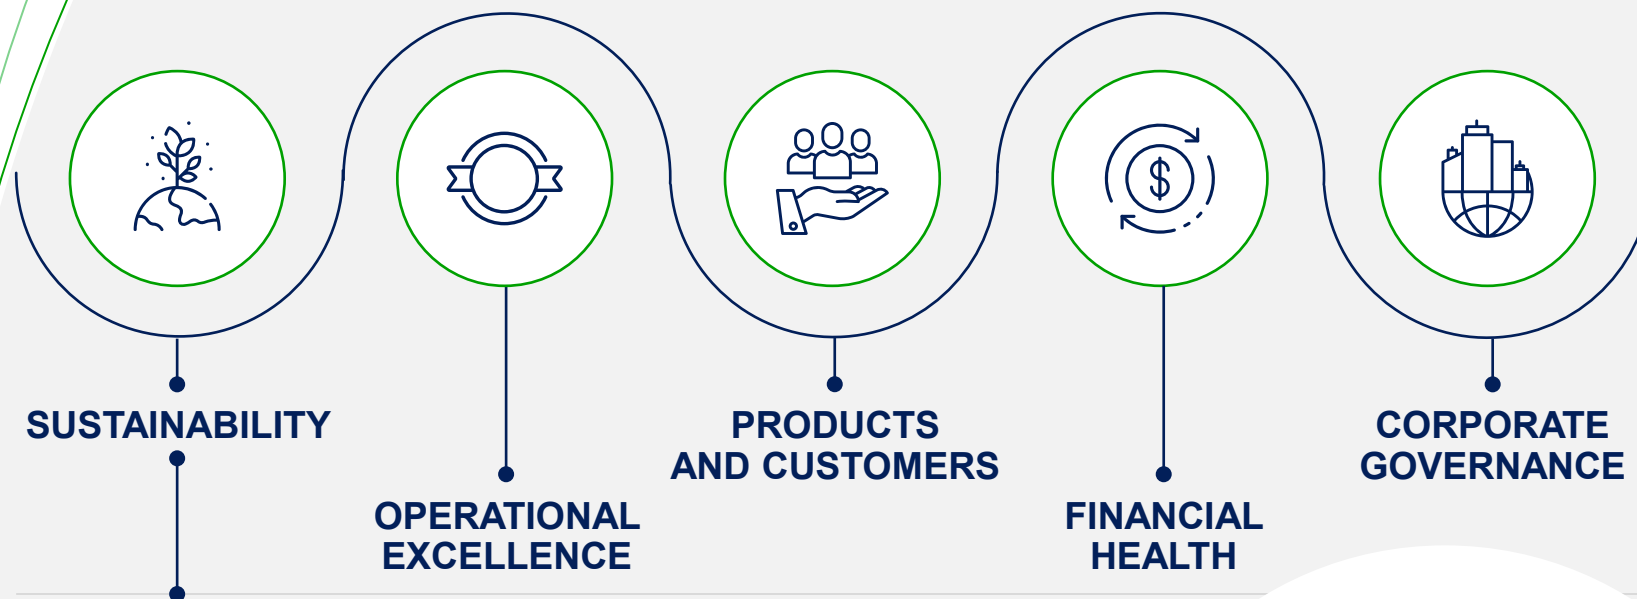 SUSTAINABILITY
OPERATIONAL
EXCELLENCE
PRODUCTS
AND CUSTOMERS
$
FINANCIAL
HEALTH
CORPORATE
GOVERNANCE